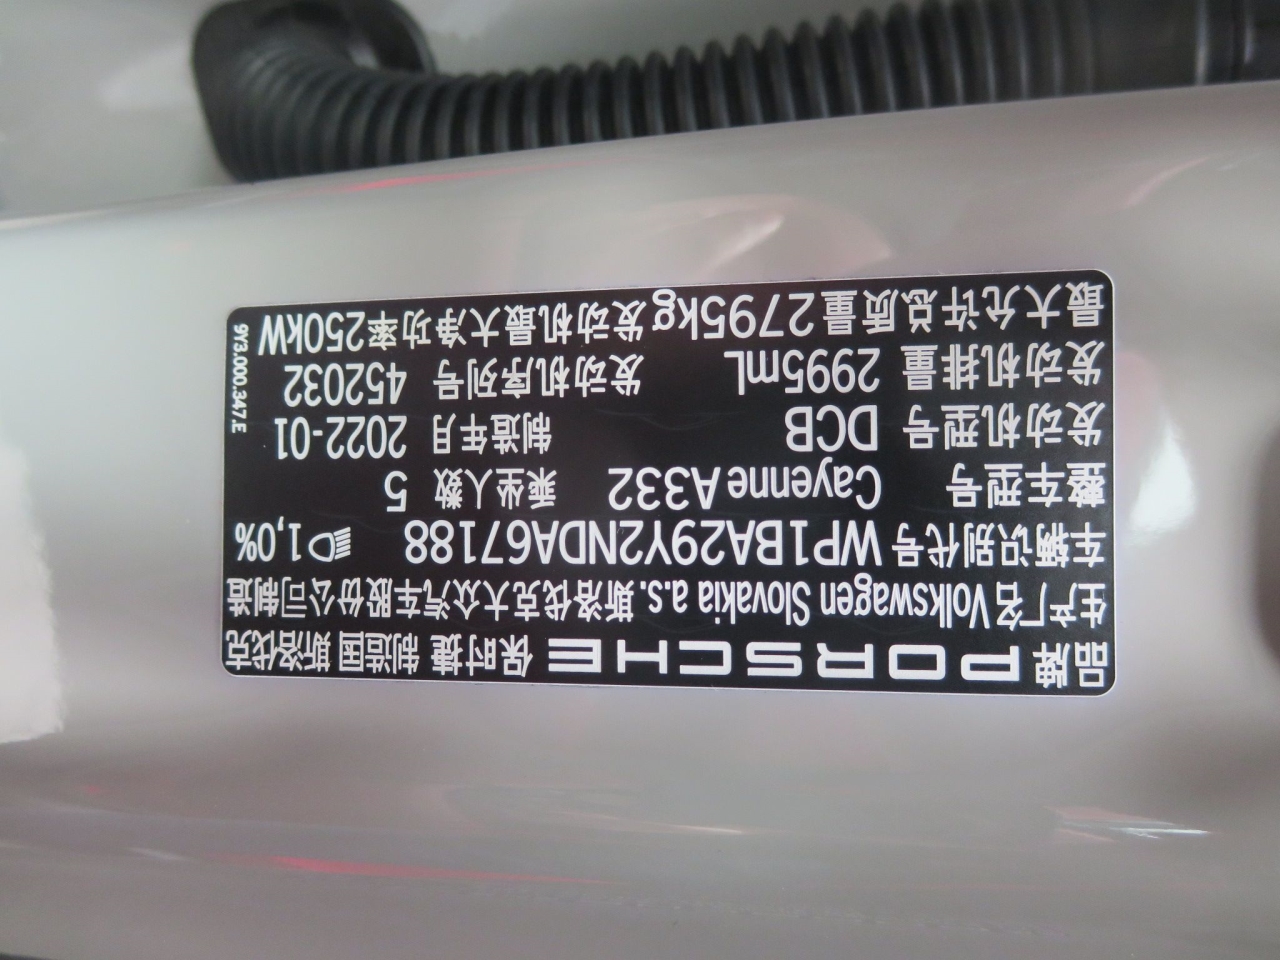 品牌 PORSCHE 保时捷 制造国 斯洛伐克
生产厂名 Volkswagen Slovakia a.s. 斯洛伐克大众汽车股份公司制造
车辆识别代号 WP1BA29Y2NDA67188 1,0%
整车型号 Cayenne A332 乘坐人数 5
发动机型号 DCB 制造年月 2022-01
发动机排量 2995mL 发动机序列号 452032
最大允许总质量 2795kg 发动机最大净功率 250kW
9Y3.000.347.E